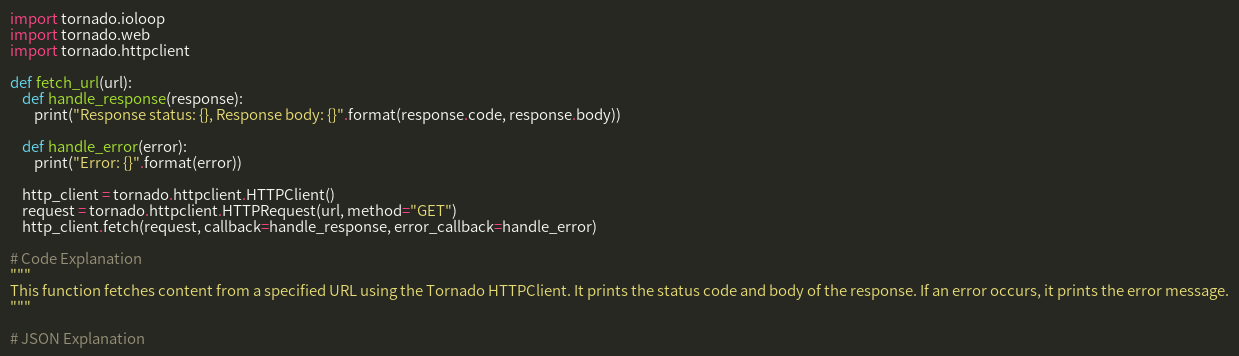 import tornado.ioloop
import tornado.web
import tornado.httpclient

def fetch_url(url):
    def handle_response(response):
        print("Response status: {}, Response body: {}".format(response.code, response.body))

    def handle_error(error):
        print("Error: {}".format(error))

    http_client = tornado.httpclient.HTTPClient()
    request = tornado.httpclient.HTTPRequest(url, method="GET")
    http_client.fetch(request, callback=handle_response, error_callback=handle_error)

# Code Explanation
"""
This function fetches content from a specified URL using the Tornado HTTPClient. It prints the status code and body of the response. If an error occurs, it prints the error message.
"""

# JSON Explanation